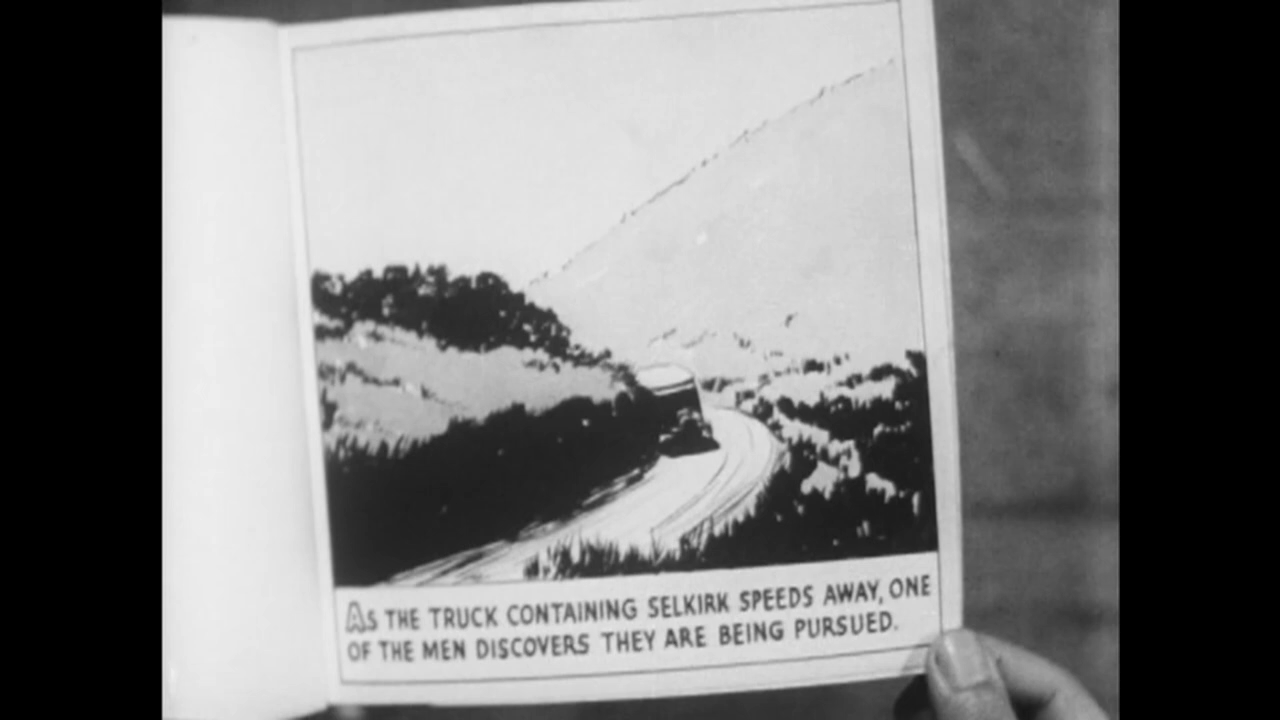 AS THE TRUCK CONTAINING SELKIRK SPEEDS AWAY, ONE
OF THE MEN DISCOVERS THEY ARE BEING PURSUED.